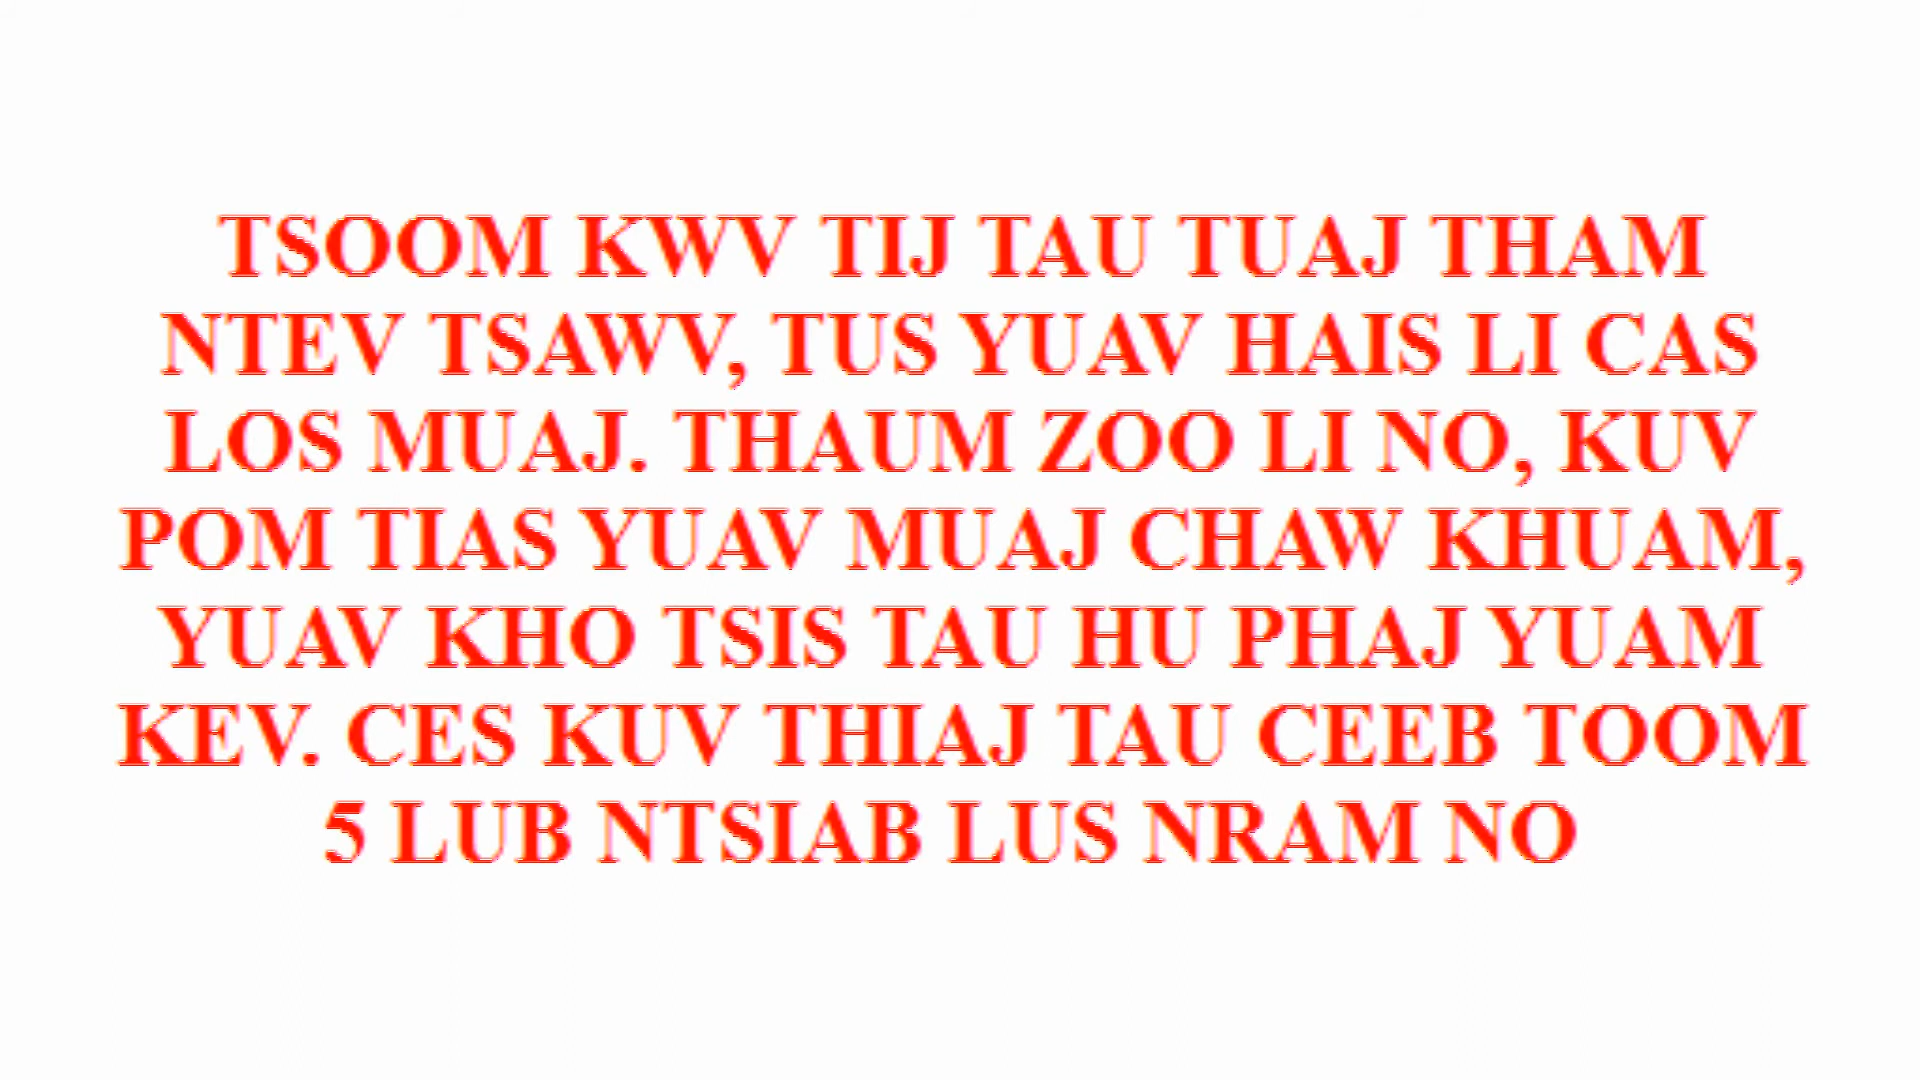 TSOOM KWV TIJ TAU TUAJ THAM
NTEV TSAWV, TUS YUAV HAIS LI CAS
LOS MUAJ. THAUM ZOO LI NO, KUV
POM TIAS YUAV MUAJ CHAW KHUAM,
YUAV KHO TSIS TAU HU PHAJ YUAM
KEV. CES KUV THIAJ TAU CEEB TOOM
5 LUB NTSIAB LUS NRAM NO